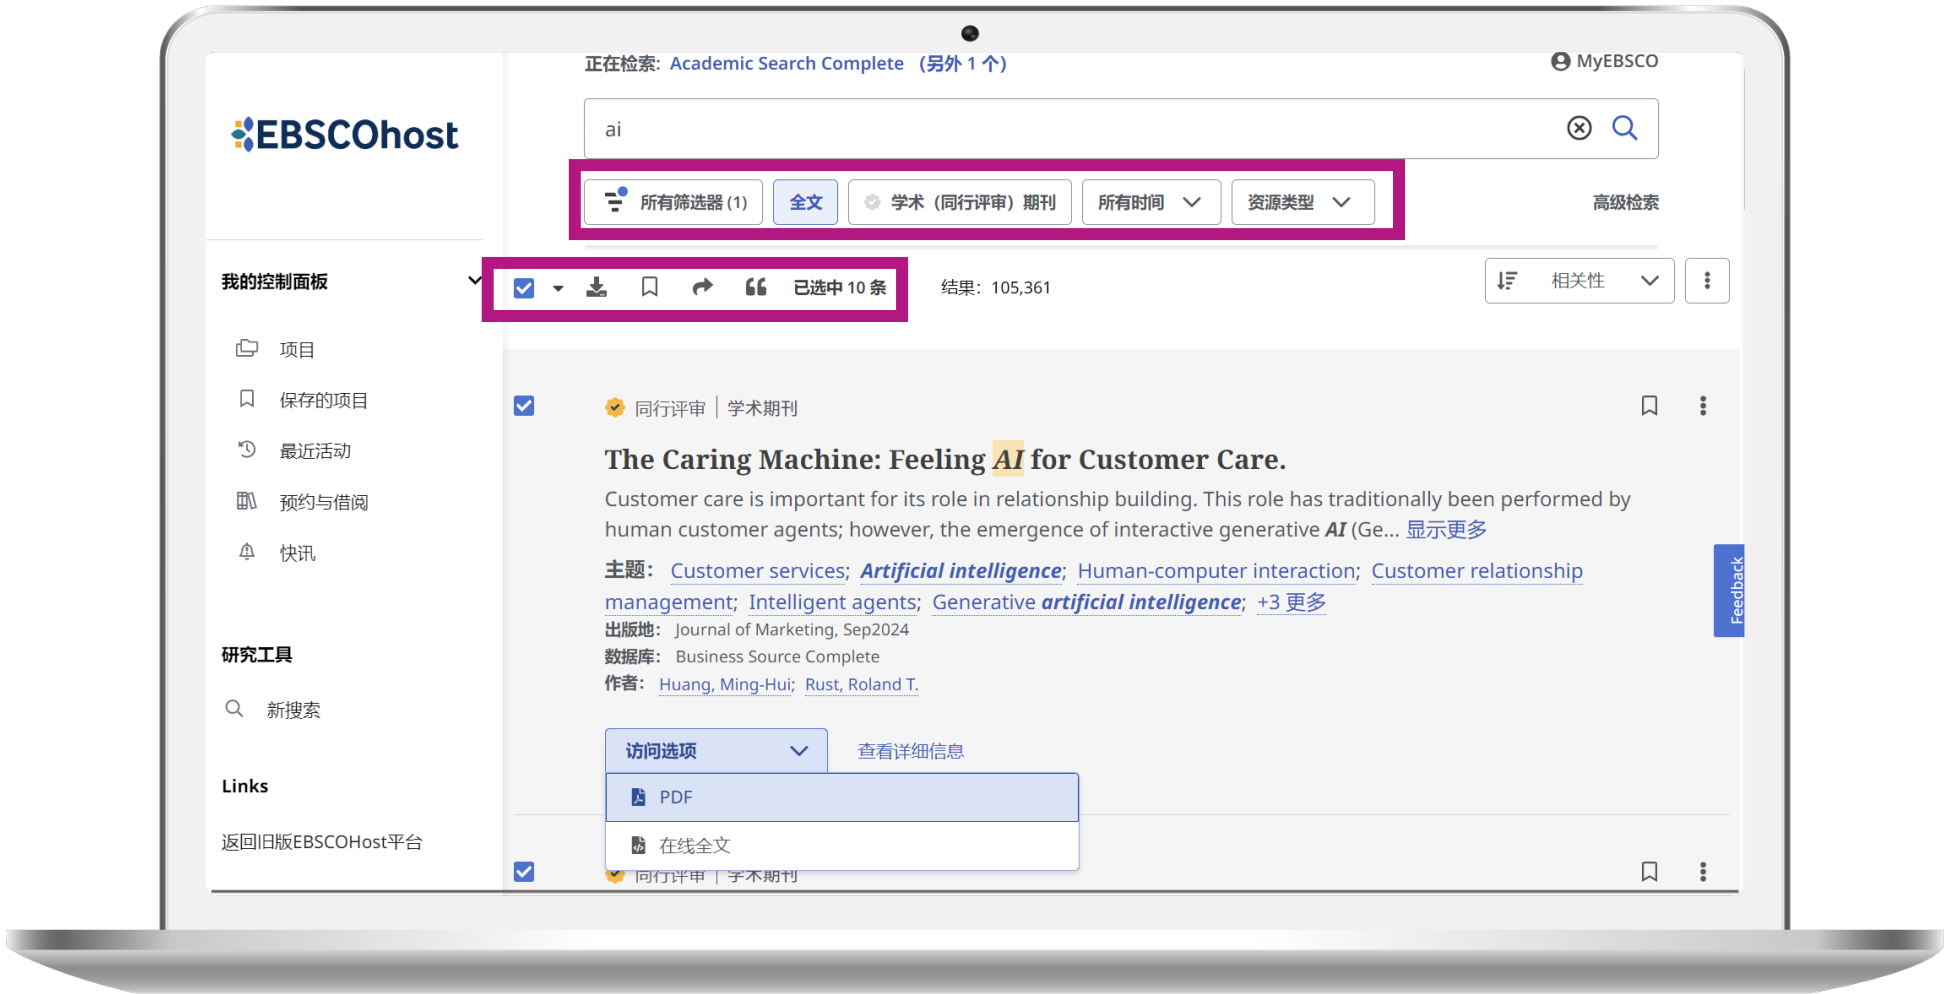 正在检索: Academic Search Complete （另外 1 个）
MyEBSCO
EBSCOhost
ai
所有筛选器 (1)
全文
学术（同行评审）期刊
所有时间
资源类型
高级检索
我的控制面板
已选中 10 条
结果: 105,361
相关性
项目
保存的项目
最近活动
预约与借阅
快讯
研究工具
新搜索
Links
返回旧版EBSCOHost平台
同行评审 | 学术期刊
The Caring Machine: Feeling AI for Customer Care.
Customer care is important for its role in relationship building. This role has traditionally been performed by
human customer agents; however, the emergence of interactive generative AI (Ge... 显示更多
主题: Customer services; Artificial intelligence; Human-computer interaction; Customer relationship
management; Intelligent agents; Generative artificial intelligence; +3 更多
出版地: Journal of Marketing, Sep2024
数据库: Business Source Complete
作者: Huang, Ming-Hui; Rust, Roland T.
访问选项
查看详细信息
PDF
在线全文
同行评审 | 学术期刊
Feedback